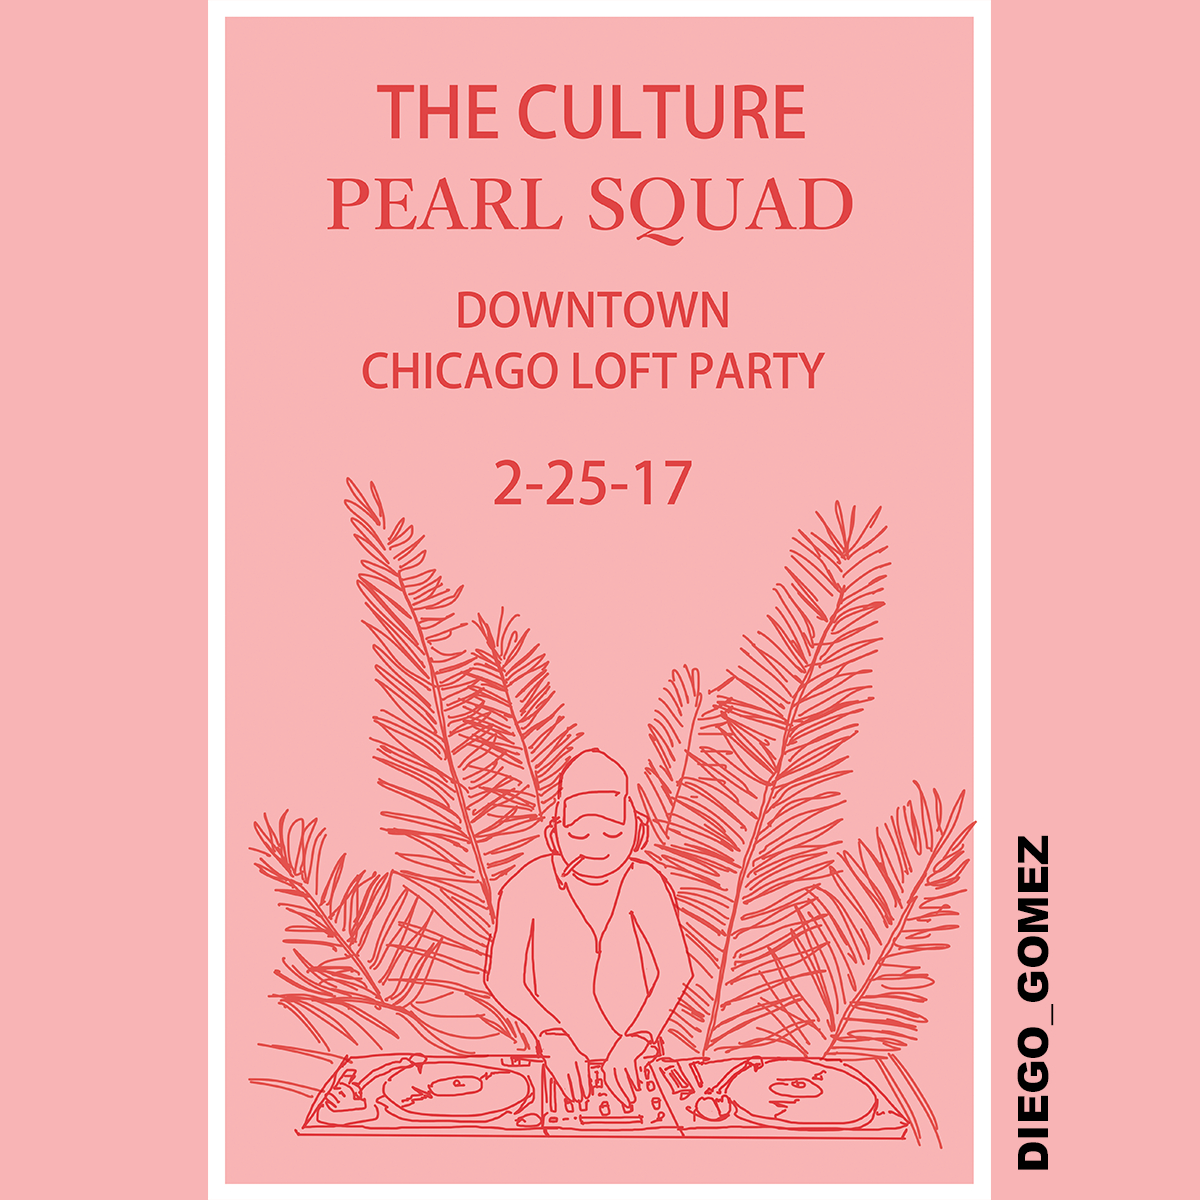 THE CULTURE
PEARL SQUAD
DOWNTOWN
CHICAGO LOFT PARTY
2-25-17
DIEGO_GOMEZ